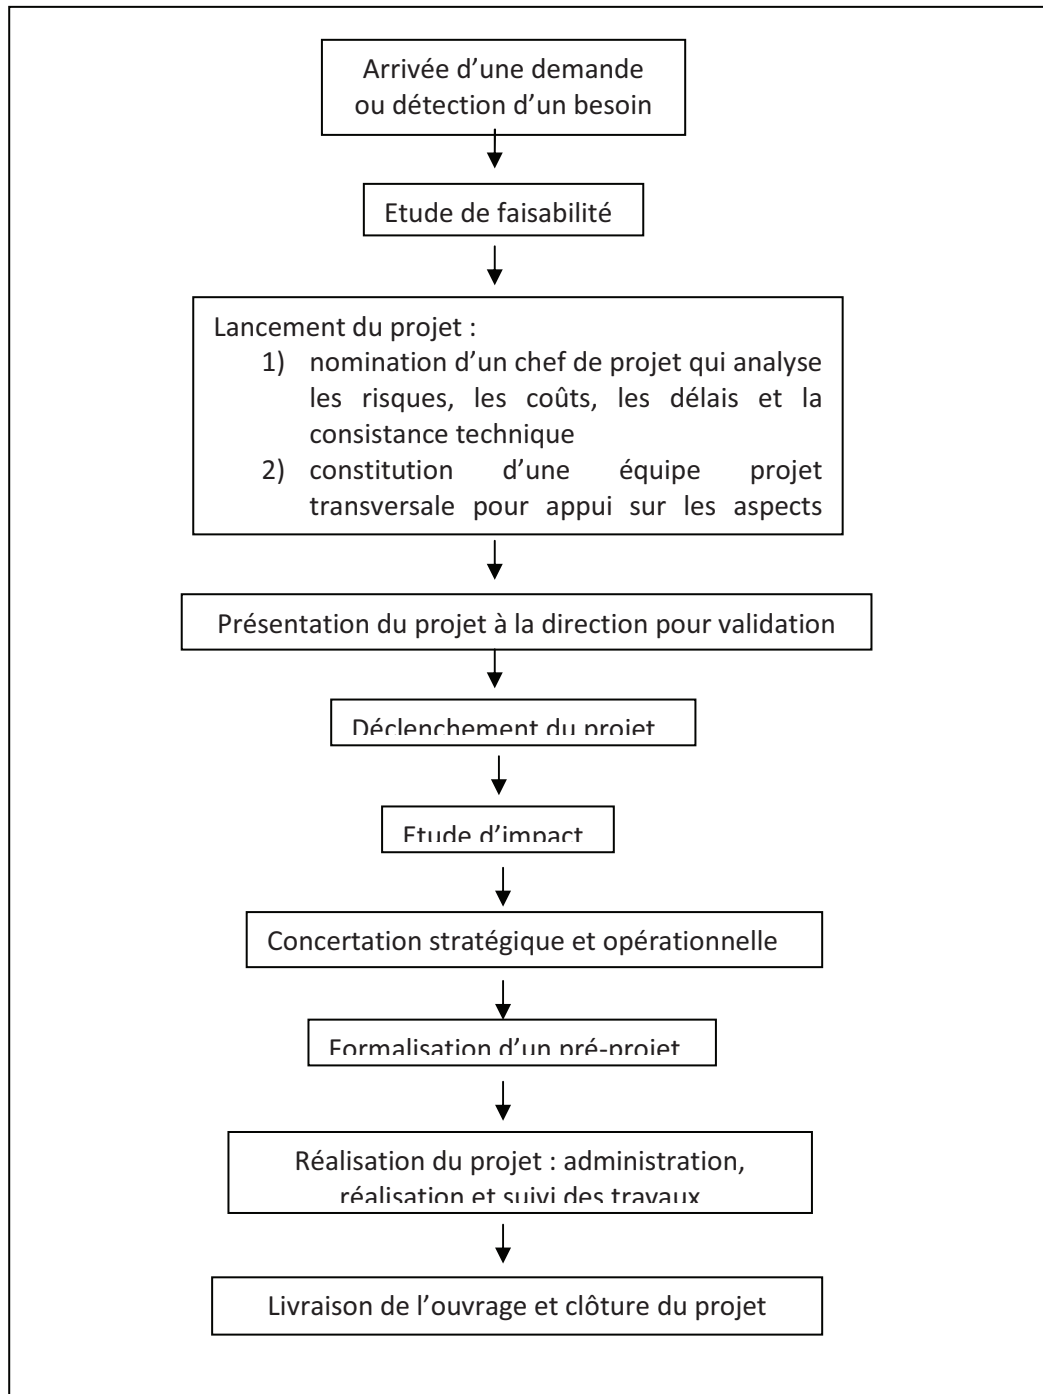 Arrivée d’une demande
ou détection d’un besoin
Etude de faisabilité
Lancement du projet :
1) nomination d’un chef de projet qui analyse
les risques, les coûts, les délais et la
consistance technique
2) constitution d’une équipe projet
transversale pour appui sur les aspects
Présentation du projet à la direction pour validation
Déclenchement du projet
Etude d’impact
Concertation stratégique et opérationnelle
Formalisation d’un pré-projet
Réalisation du projet : administration,
réalisation et suivi des travaux
Livraison de l’ouvrage et clôture du projet